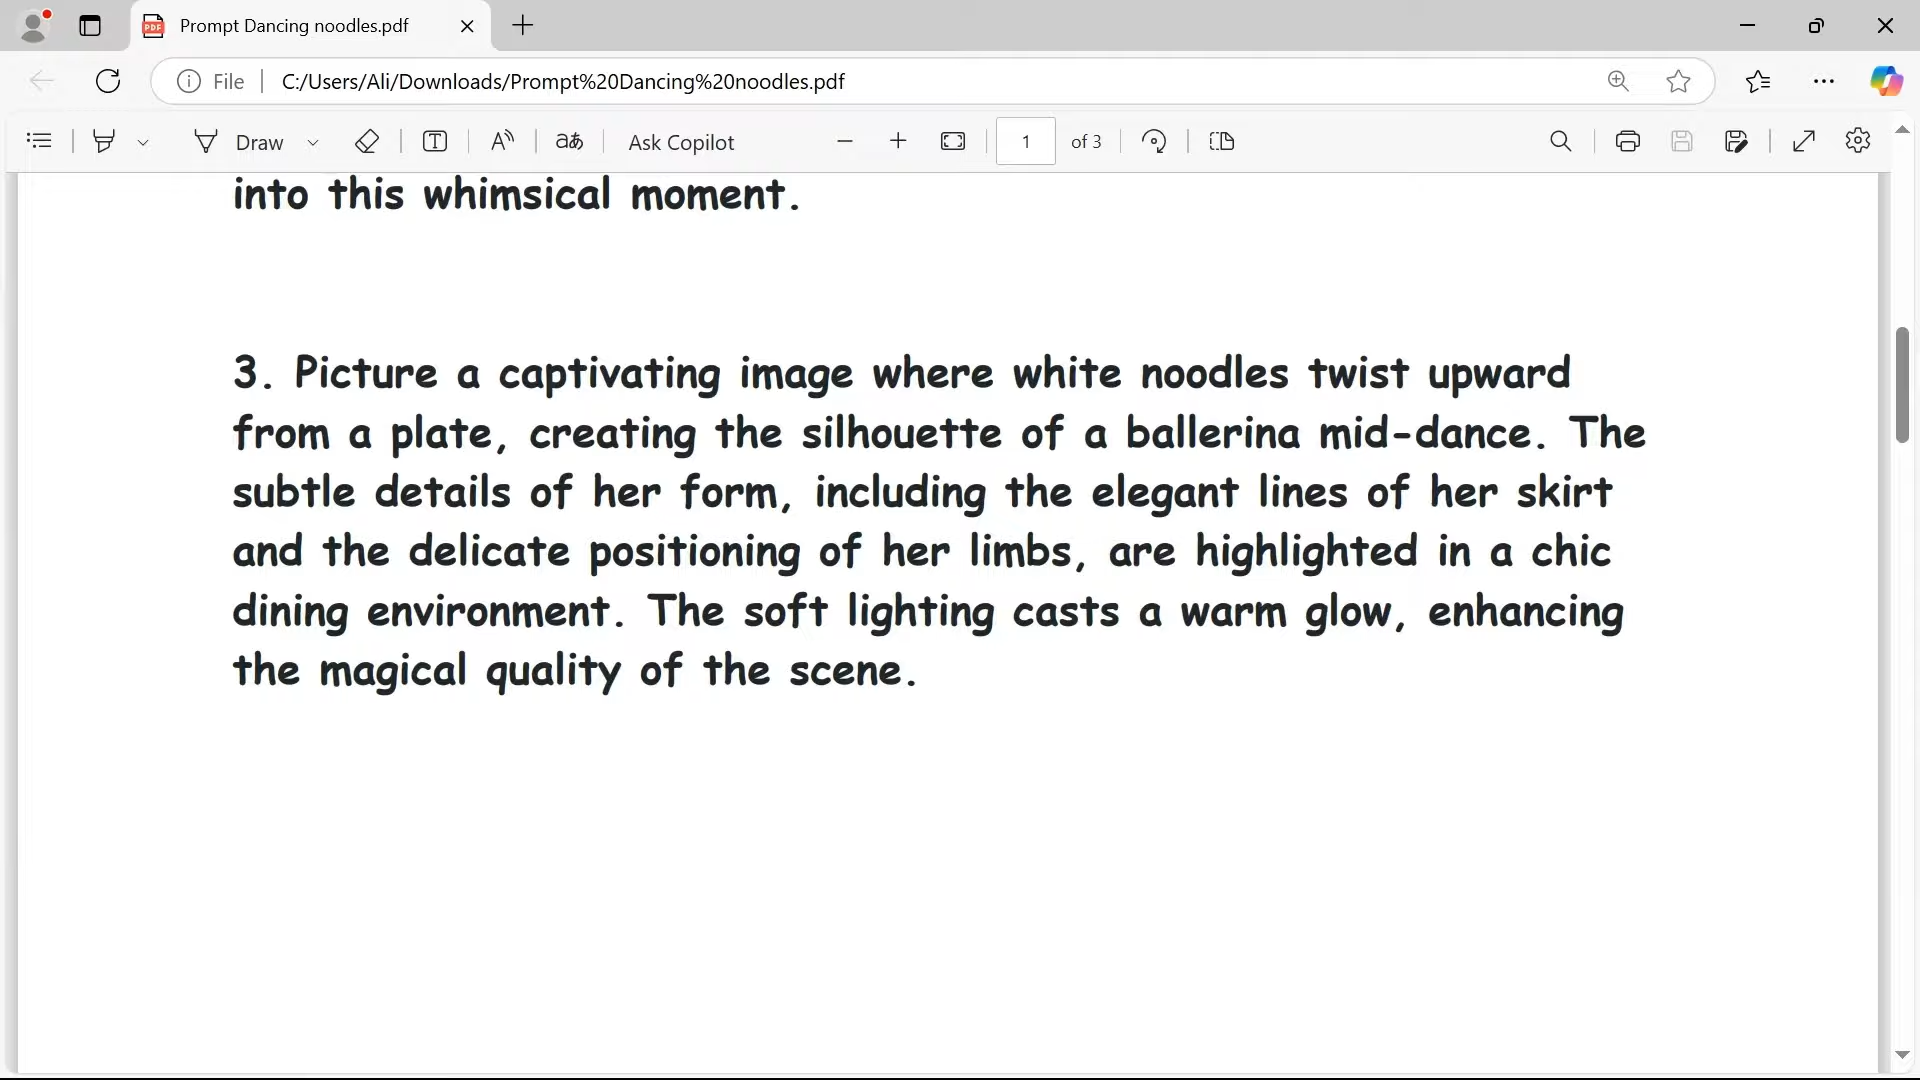 Prompt Dancing noodles.pdf
File
C:/Users/Ali/Downloads/Prompt%20Dancing%20noodles.pdf
Draw
Ask Copilot
1 of 3
into this whimsical moment.
3. Picture a captivating image where white noodles twist upward
from a plate, creating the silhouette of a ballerina mid-dance. The
subtle details of her form, including the elegant lines of her skirt
and the delicate positioning of her limbs, are highlighted in a chic
dining environment. The soft lighting casts a warm glow, enhancing
the magical quality of the scene.